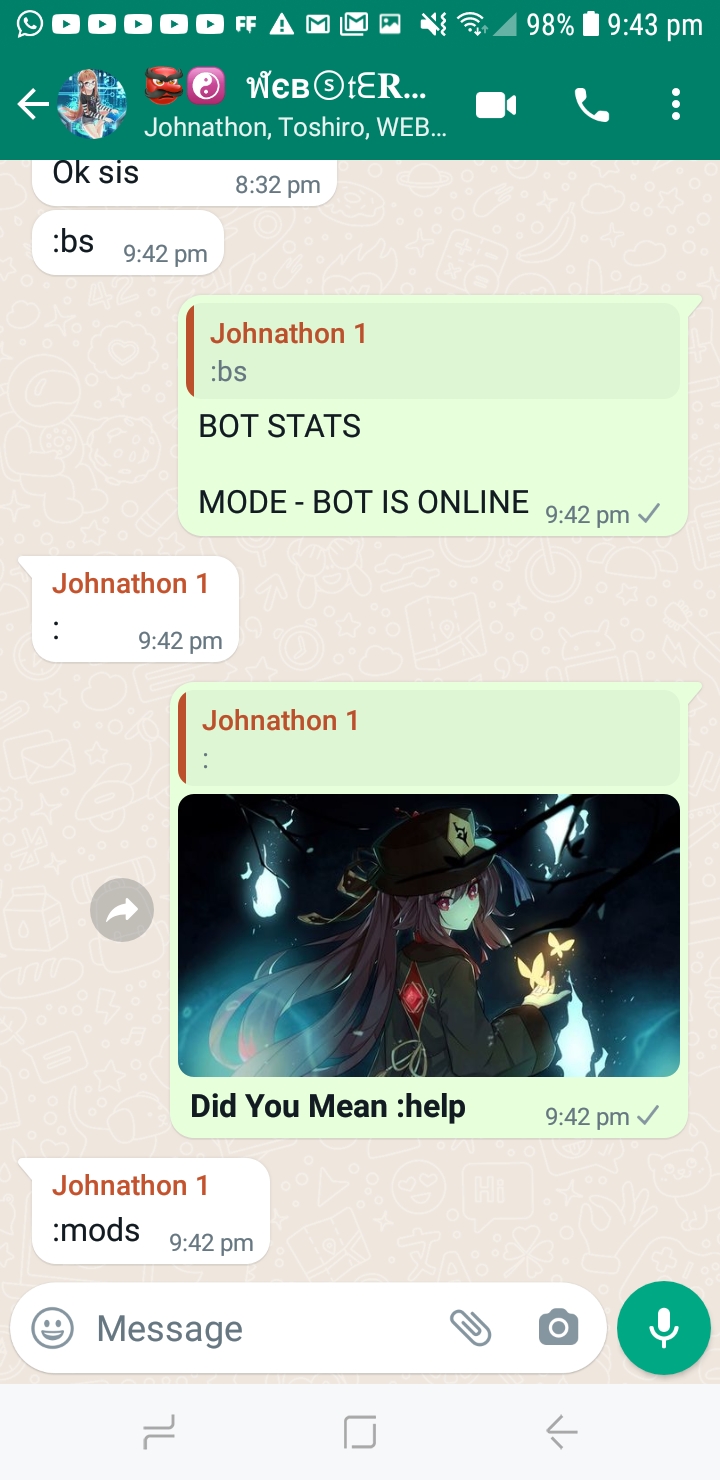 FF 98% 9:43 pm
👺☯️ ꪝєвⓢtᏋR...
Johnathon, Toshiro, WEB...
Ok sis 8:32 pm
:bs 9:42 pm
Johnathon 1
:bs
BOT STATS
MODE - BOT IS ONLINE 9:42 pm
Johnathon 1
: 9:42 pm
Johnathon 1
:
Did You Mean :help 9:42 pm
Johnathon 1
:mods 9:42 pm
Message